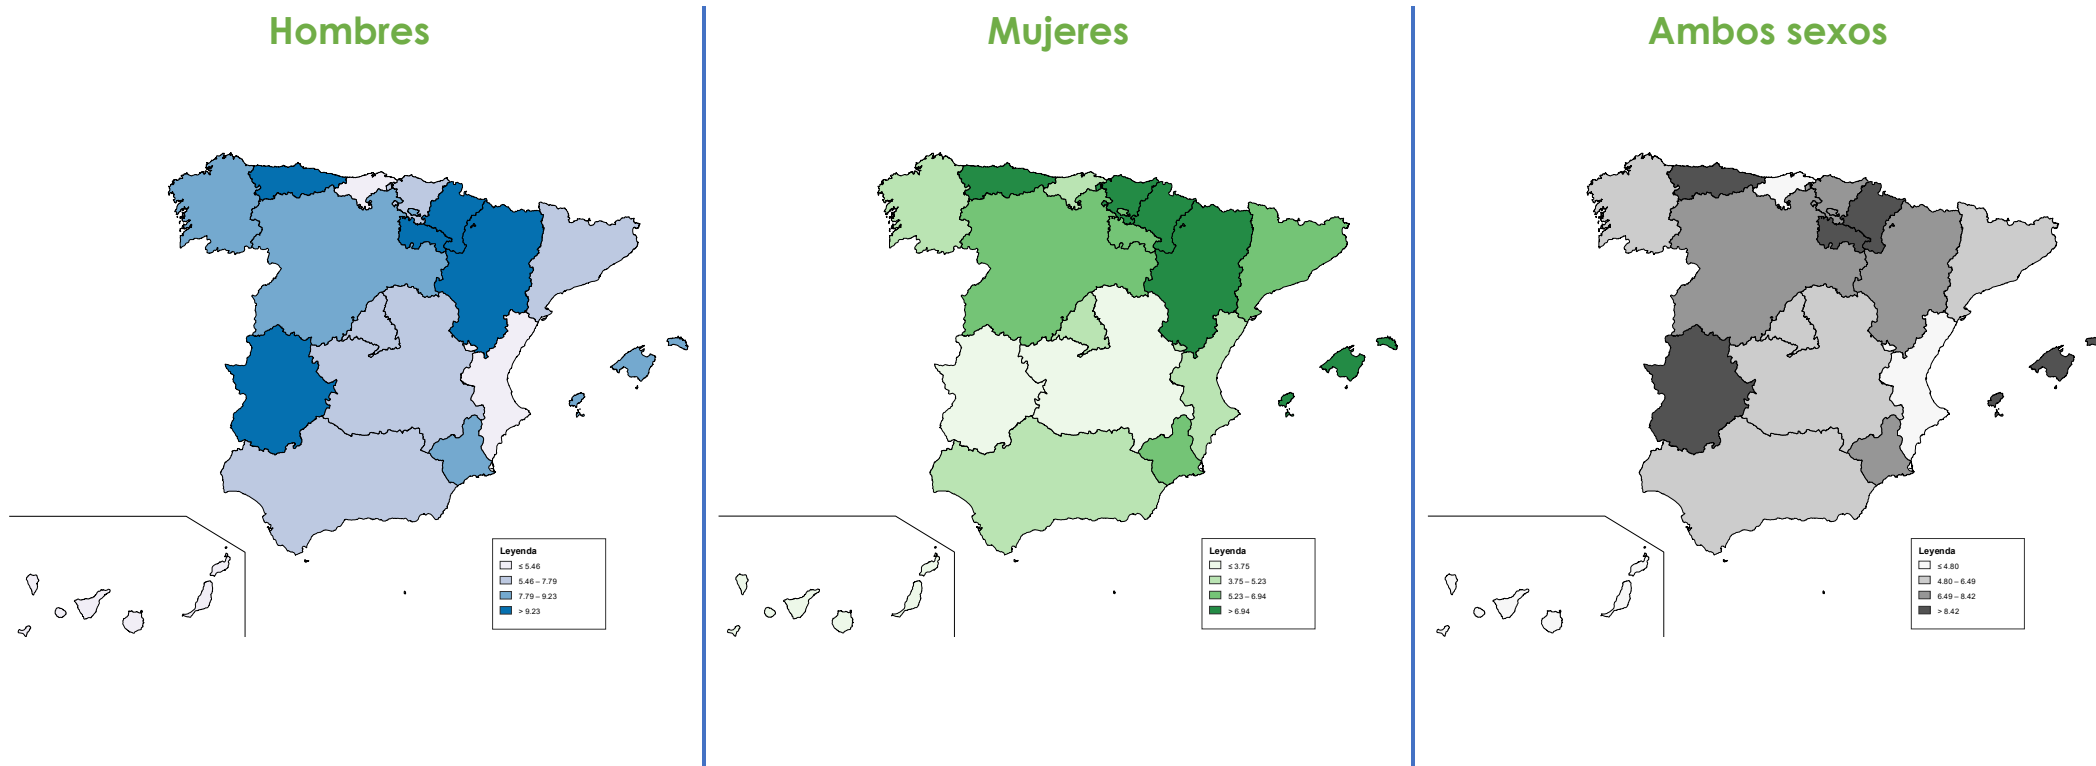 Hombres
Leyenda
≤ 5.46
5.46 – 7.79
7.79 – 9.23
> 9.23
Mujeres
Leyenda
≤ 3.75
3.75 – 5.23
5.23 – 6.94
> 6.94
Ambos sexos
Leyenda
≤ 4.80
4.80 – 6.49
6.49 – 8.42
> 8.42